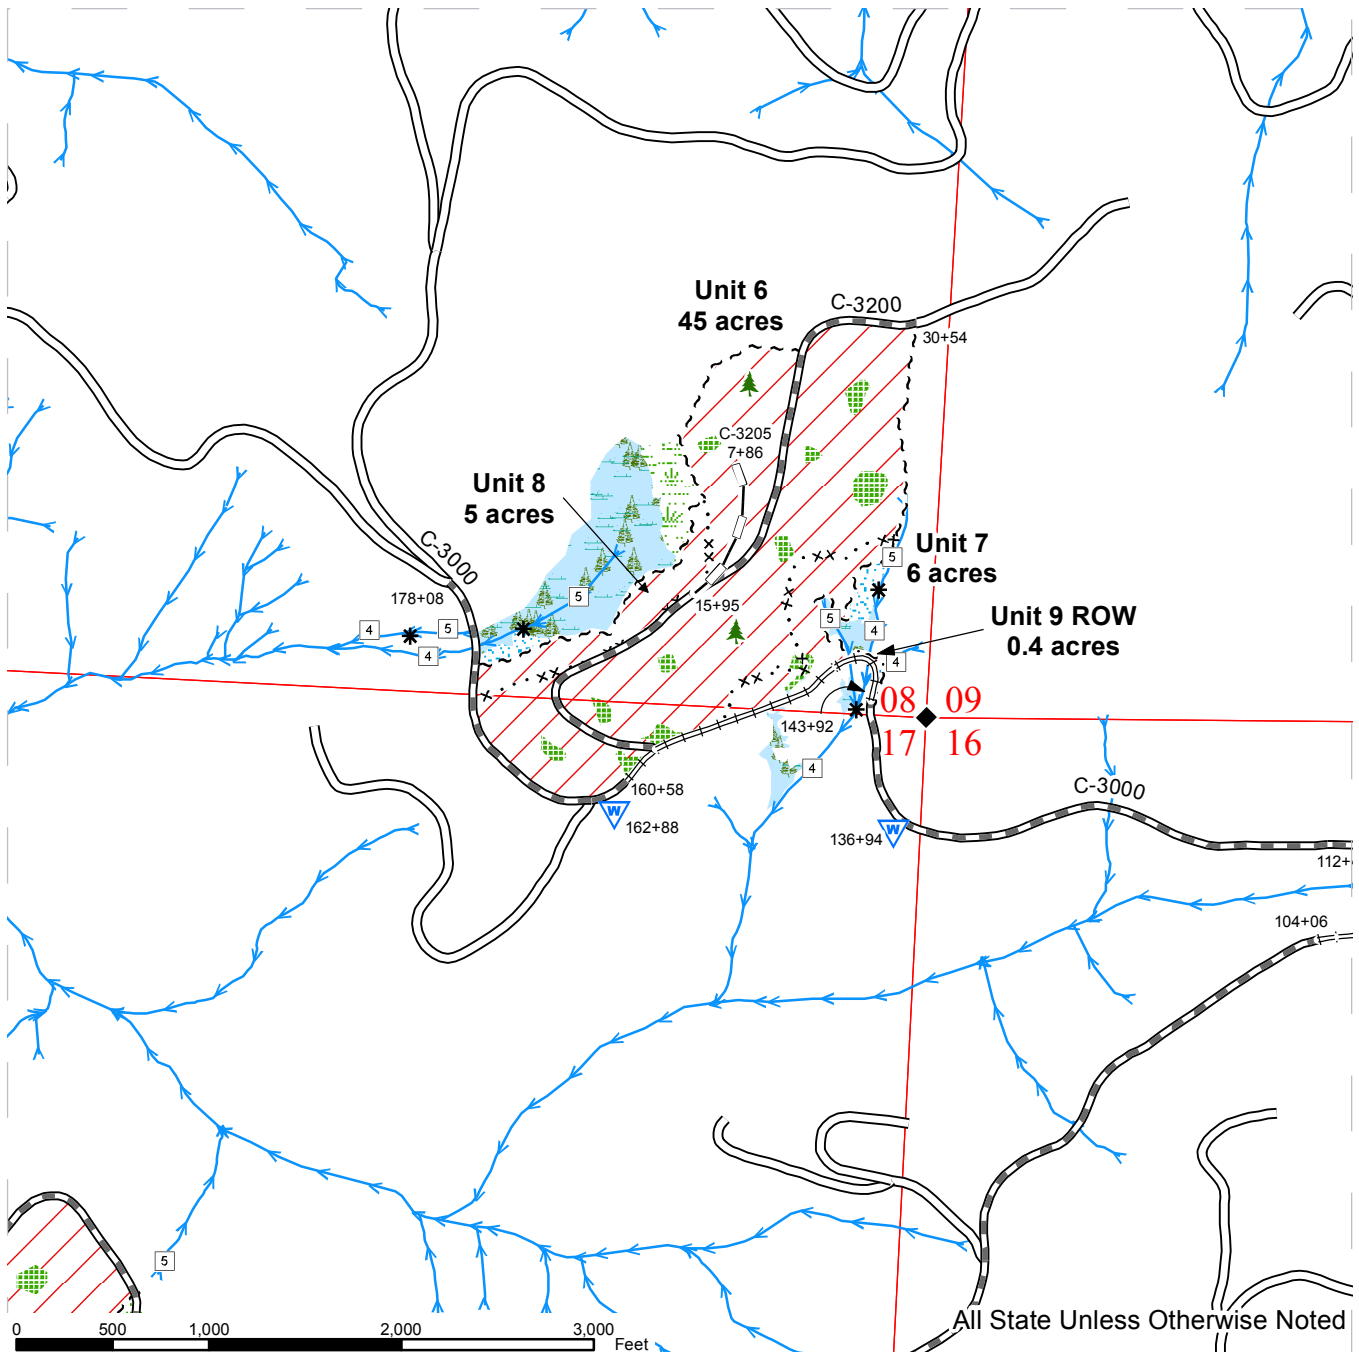 Unit 6
45 acres
C-3200
30+54
C-3205
7+86
Unit 8
5 acres
C-3000
178+08
5
5
4
4
5
15+95
Unit 7
6 acres
5
4
4
Unit 9 ROW
0.4 acres
08 09
17 16
143+92
4
160+58
W
162+88
136+94
W
C-3000
112+
104+06
5
All State Unless Otherwise Noted
0 500 1,000 2,000 3,000
Feet